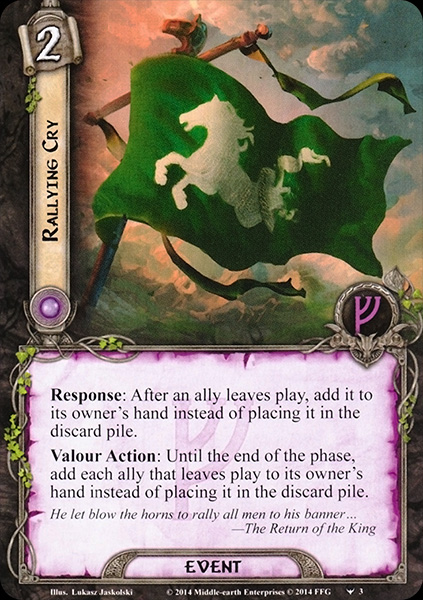 2
RALLYING CRY
Response: After an ally leaves play, add it to
its owner's hand instead of placing it in the
discard pile.
Valour Action: Until the end of the phase,
add each ally that leaves play to its owner's
hand instead of placing it in the discard pile.
He let blow the horns to rally all men to his banner…
—The Return of the King
EVENT
Illus. Lukasz Jaskolski © 2014 Middle-earth Enterprises © 2014 FFG 3